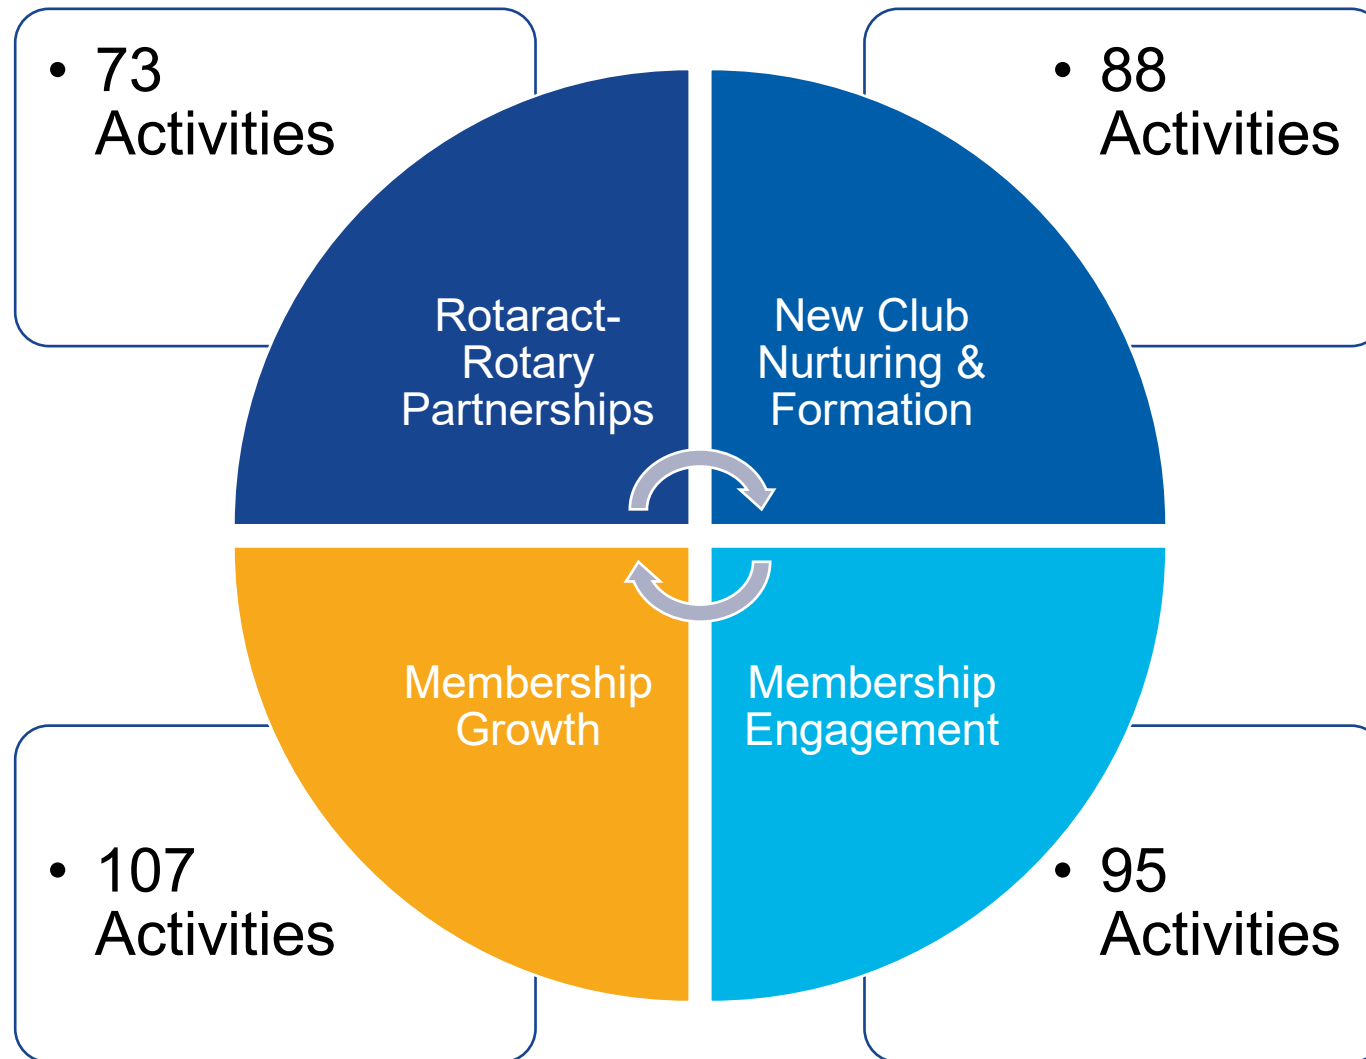 • 73
Activities
• 88
Activities
Rotaract-
Rotary
Partnerships
New Club
Nurturing &
Formation
Membership
Growth
Membership
Engagement
• 107
Activities
• 95
Activities